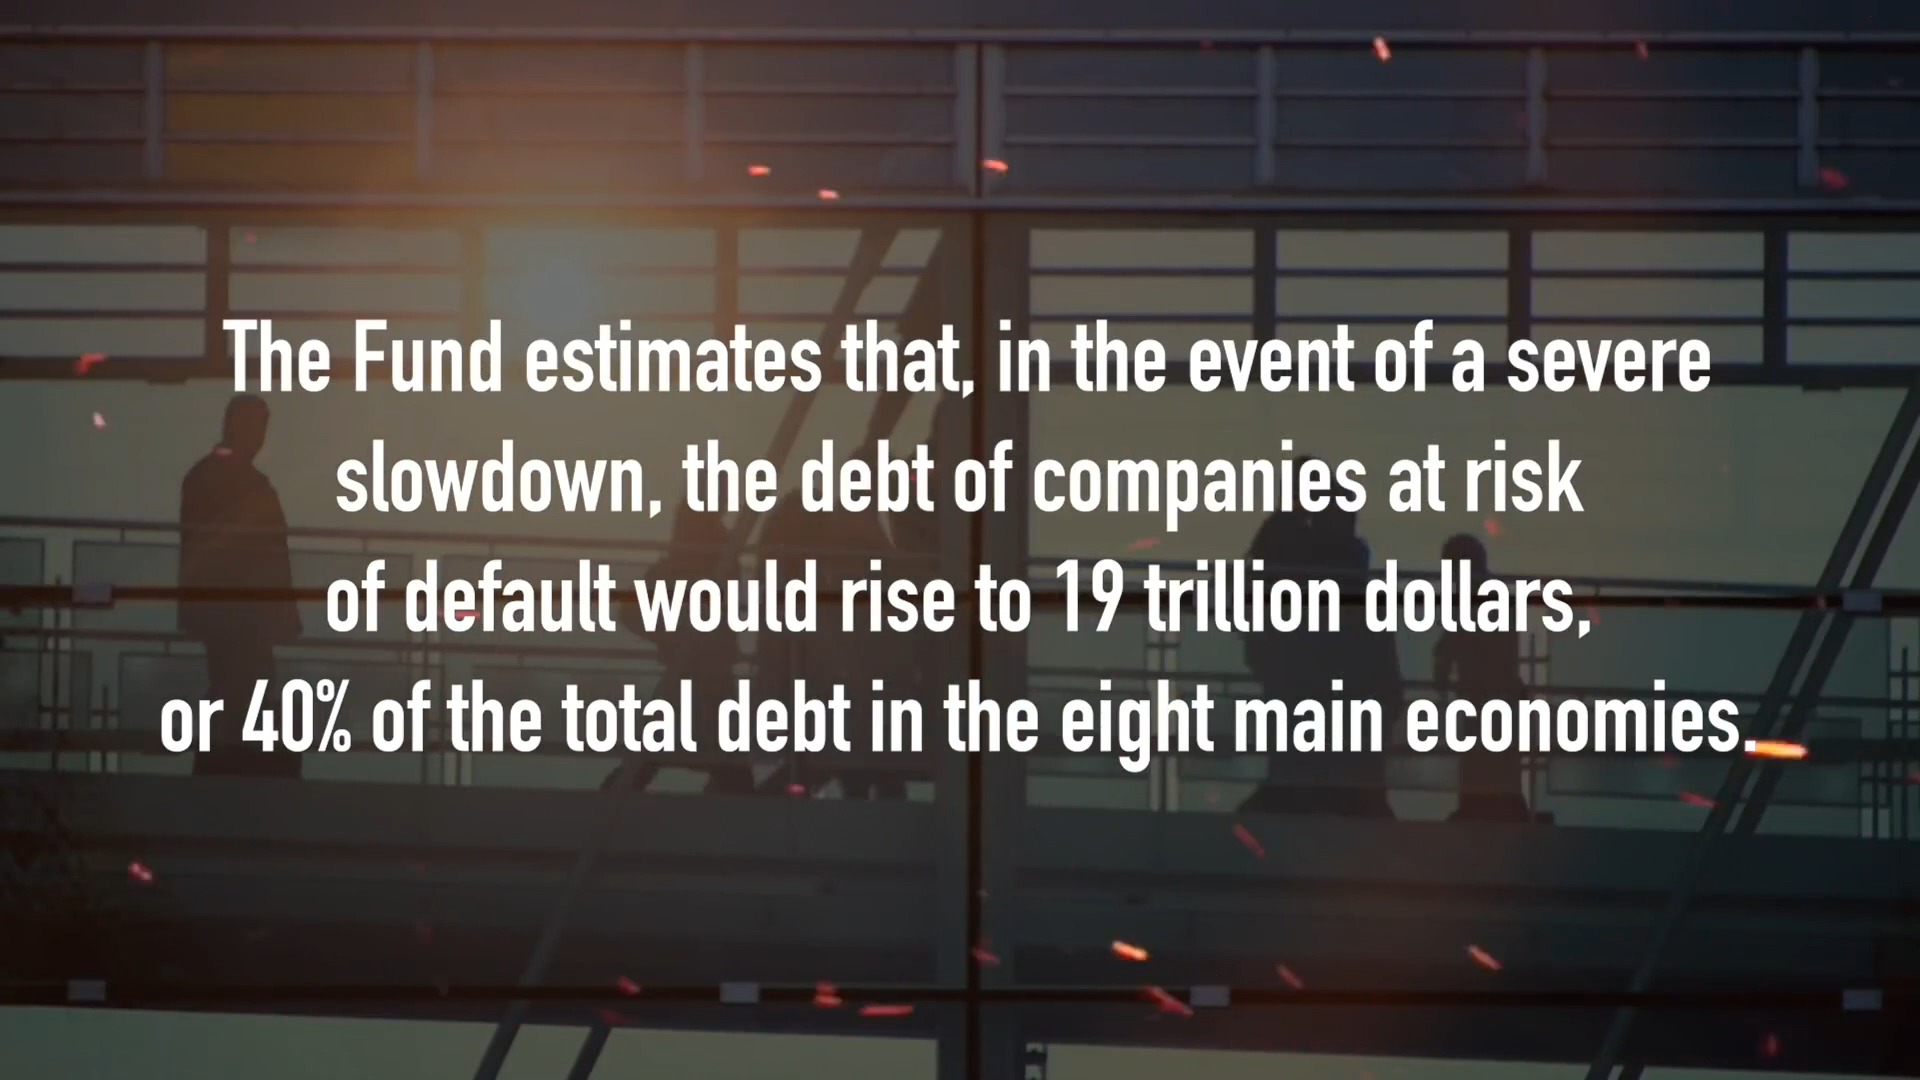 The Fund estimates that, in the event of a severe
slowdown, the debt of companies at risk
of default would rise to 19 trillion dollars,
or 40% of the total debt in the eight main economies.